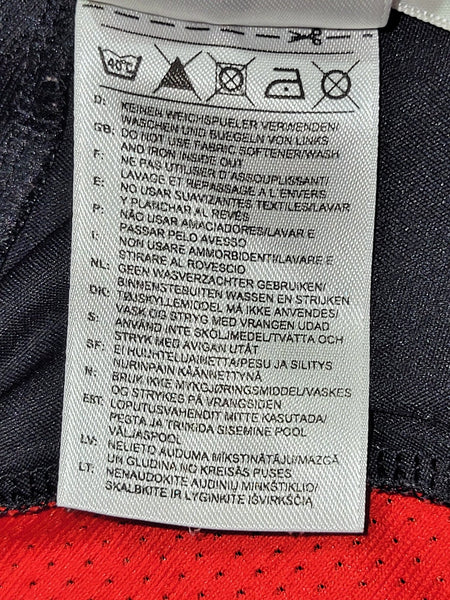 40°C
D: KEINEN WEICHSPUELER VERWENDEN/
WASCHEN UND BUEGELN VON LINKS
GB: DO NOT USE FABRIC SOFTENER/WASH
AND IRON INSIDE OUT
F: NE PAS UTILISER D'ASSOUPLISSANT/
LAVAGE ET REPASSAGE A L'ENVERS
E: NO USAR SUAVIZANTES TEXTILES/LAVAR
Y PLANCHAR AL REVÉS
P: NÃO USAR AMACIADORES/LAVAR E
PASSAR PELO AVESSO
I: NON USARE AMMORBIDENTI/LAVARE E
STIRARE AL ROVESCIO
NL: GEEN WASVERZACHTER GEBRUIKEN/
BINNENSTEBUITEN WASSEN EN STRIJKEN
DK: TØJSKYLLEMIDDEL MÅ IKKE ANVENDES/
VASK OG STRYG MED VRANGEN UDAD
S: ANVÄND INTE SKÖLJMEDEL/TVÄTTA OCH
STRYK MED AVIGAN UTÅT
SF: EI HUUHTELUAINETTA/PESU JA SILITYS
NURINPAIN KÄÄNNETTYNÄ
N: BRUK IKKE MYKGJØRINGSMIDDEL/VASKES
OG STRYKES PÅ VRANGSIDEN
EST: LOPUTUSVAHENDIT MITTE KASUTADA/
PESTA JA TRIIKIDA SISEMINE POOL
VÄLJASPOOL
LV: NELIETO AUDUMA MĪKSTINĀTĀJU/MAZGĀ
UN GLUDINA NO KREISĀS PUSES
LT: NENAUDOKITE AUDINIŲ MINKŠTIKLIO/
SKALBKITE IR LYGINKITE IŠVIRKŠČIĄ